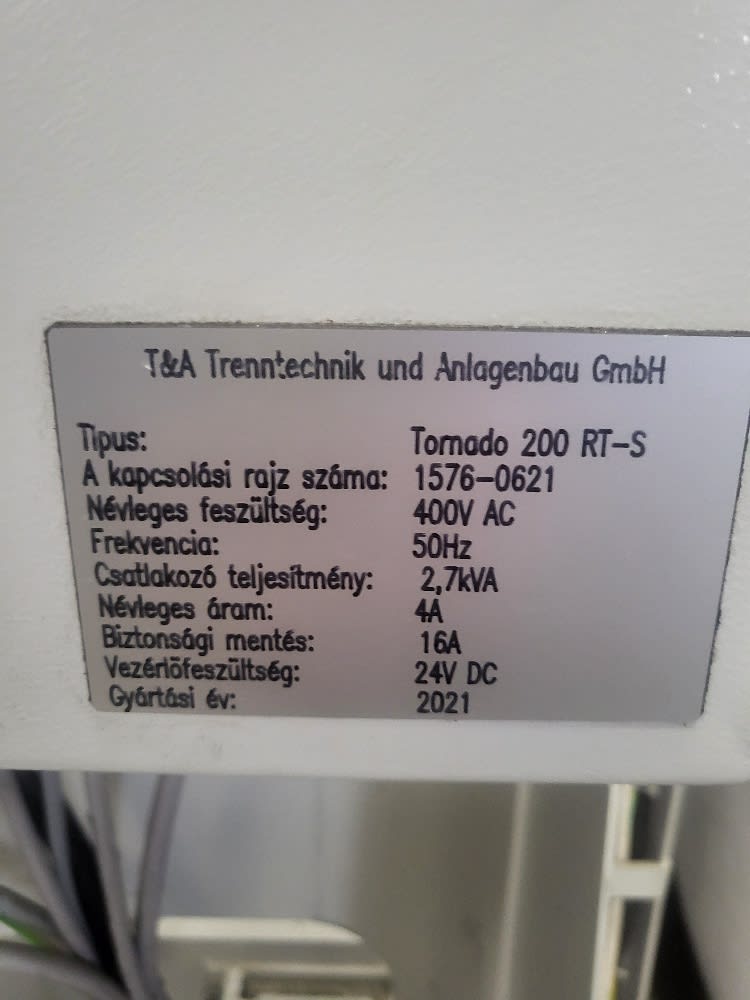 T&A Trenntechnik und Anlagenbau GmbH
Tipus: Tornado 200 RT-S
A kapcsolási rajz száma: 1576-0621
Névleges feszültség: 400V AC
Frekvencia: 50Hz
Csatlakozó teljesítmény: 2,7kVA
Névleges áram: 4A
Biztonsági mentés: 16A
Vezérlőfeszültség: 24V DC
Gyártási év: 2021